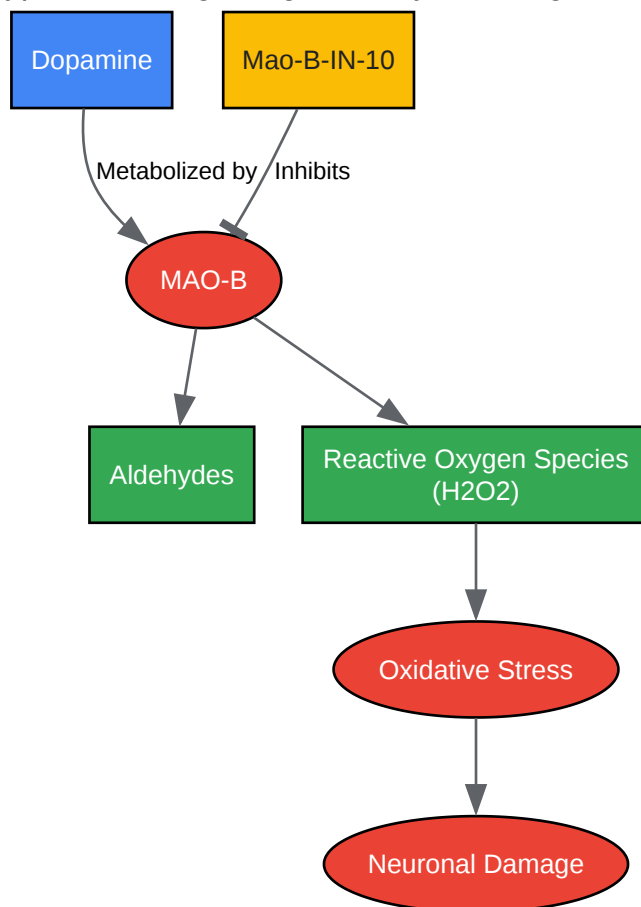 Dopamine
Mao-B-IN-10
Metabolized by
Inhibits
MAO-B
Aldehydes
Reactive Oxygen Species
(H2O2)
Oxidative Stress
Neuronal Damage